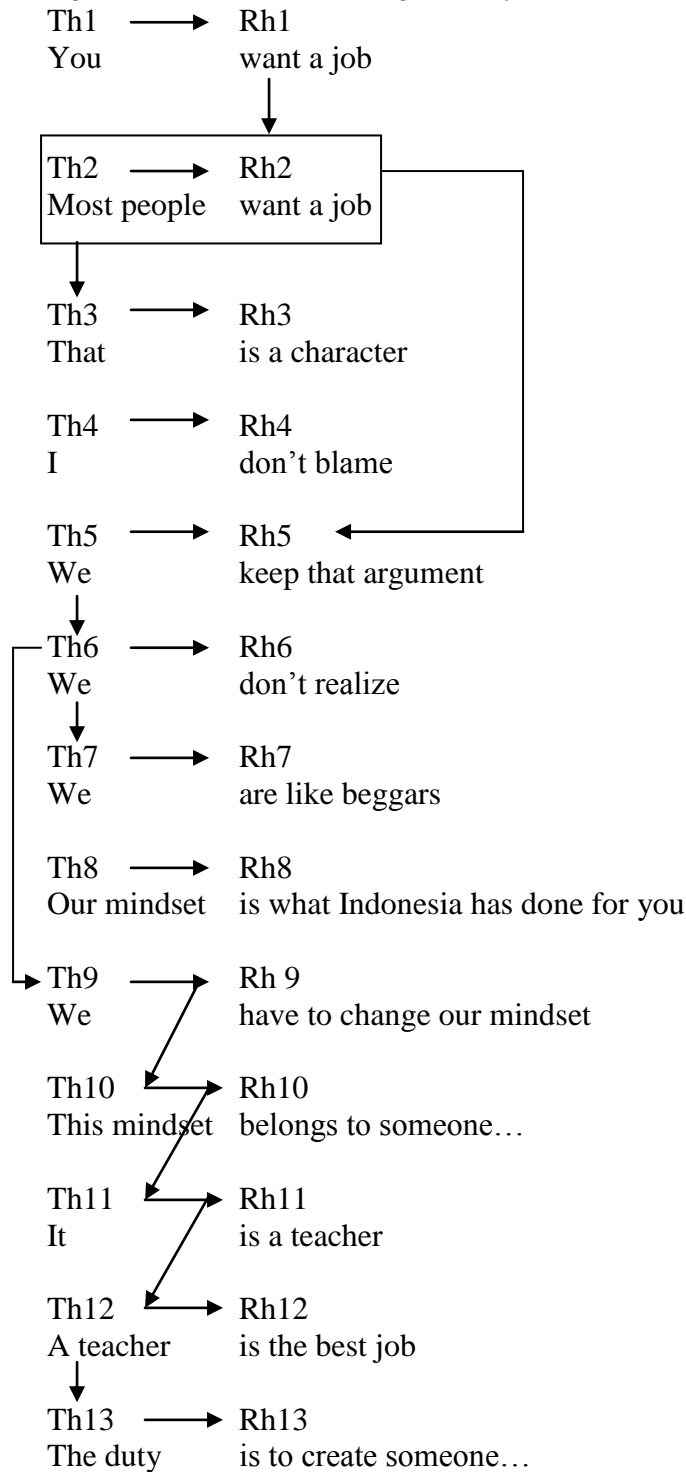 Th1 Rh1
You want a job
Th2 Rh2
Most people want a job
Th3 Rh3
That is a character
Th4 Rh4
I don’t blame
Th5 Rh5
We keep that argument
Th6 Rh6
We don’t realize
Th7 Rh7
We are like beggars
Th8 Rh8
Our mindset is what Indonesia has done for you
Th9 Rh 9
We have to change our mindset
Th10 Rh10
This mindset belongs to someone…
Th11 Rh11
It is a teacher
Th12 Rh12
A teacher is the best job
Th13 Rh13
The duty is to create someone…